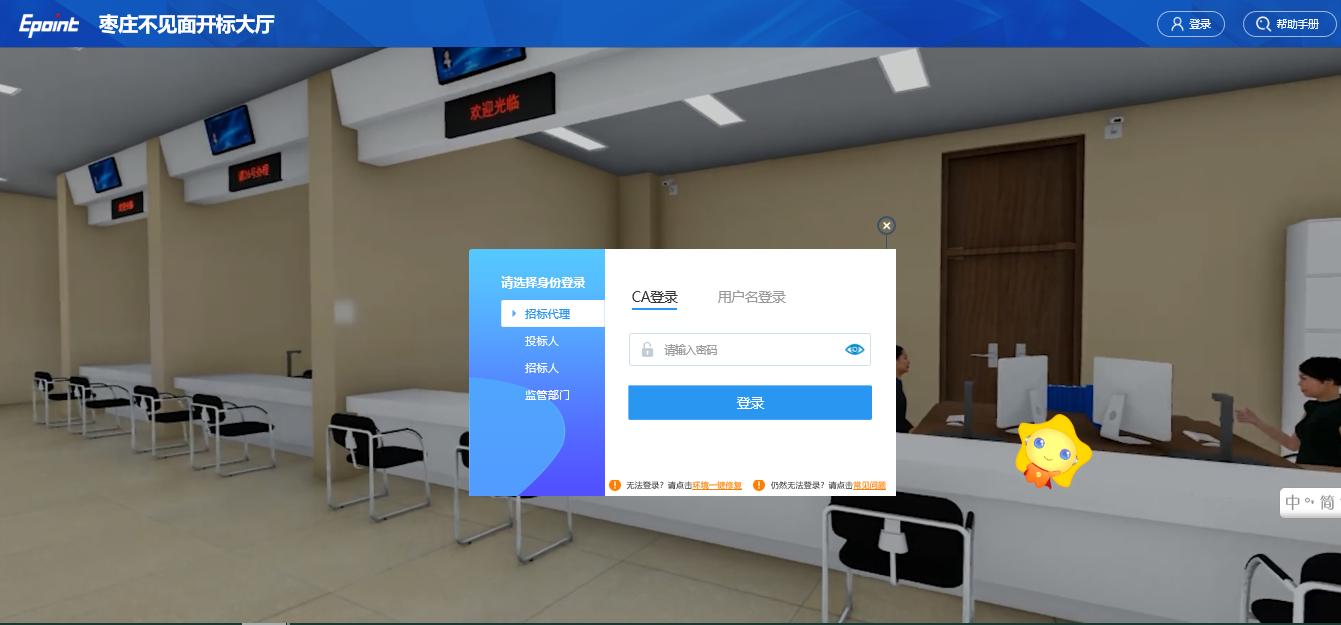 Epoint 枣庄不见面开标大厅
登录
帮助手册
欢迎光临
请选择身份登录
招标代理
投标人
招标人
监管部门
CA登录
用户名登录
请输入密码
登录
无法登录？请点击环境一键修复
仍然无法登录？请点击常见问题
中 简